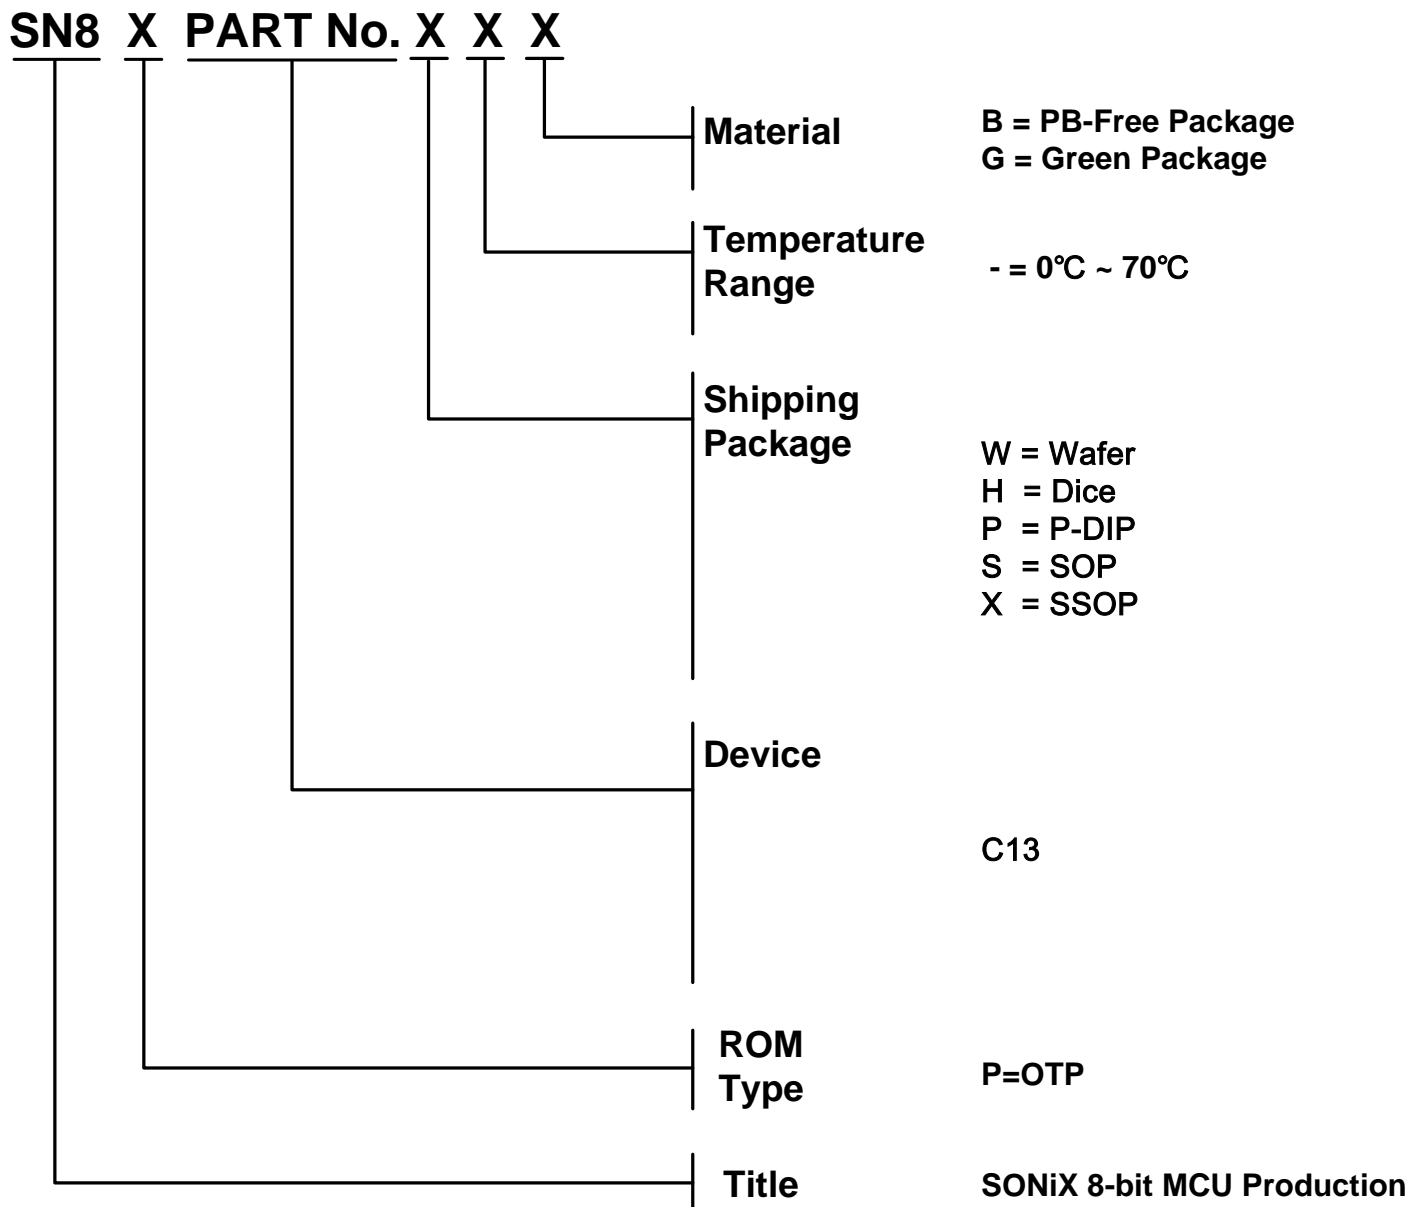 SN8 X PART No. X X X
Material
B = PB-Free Package
G = Green Package
Temperature
Range
- = 0℃ ~ 70℃
Shipping
Package
W = Wafer
H = Dice
P = P-DIP
S = SOP
X = SSOP
Device
C13
ROM
Type
P=OTP
Title
SONiX 8-bit MCU Production